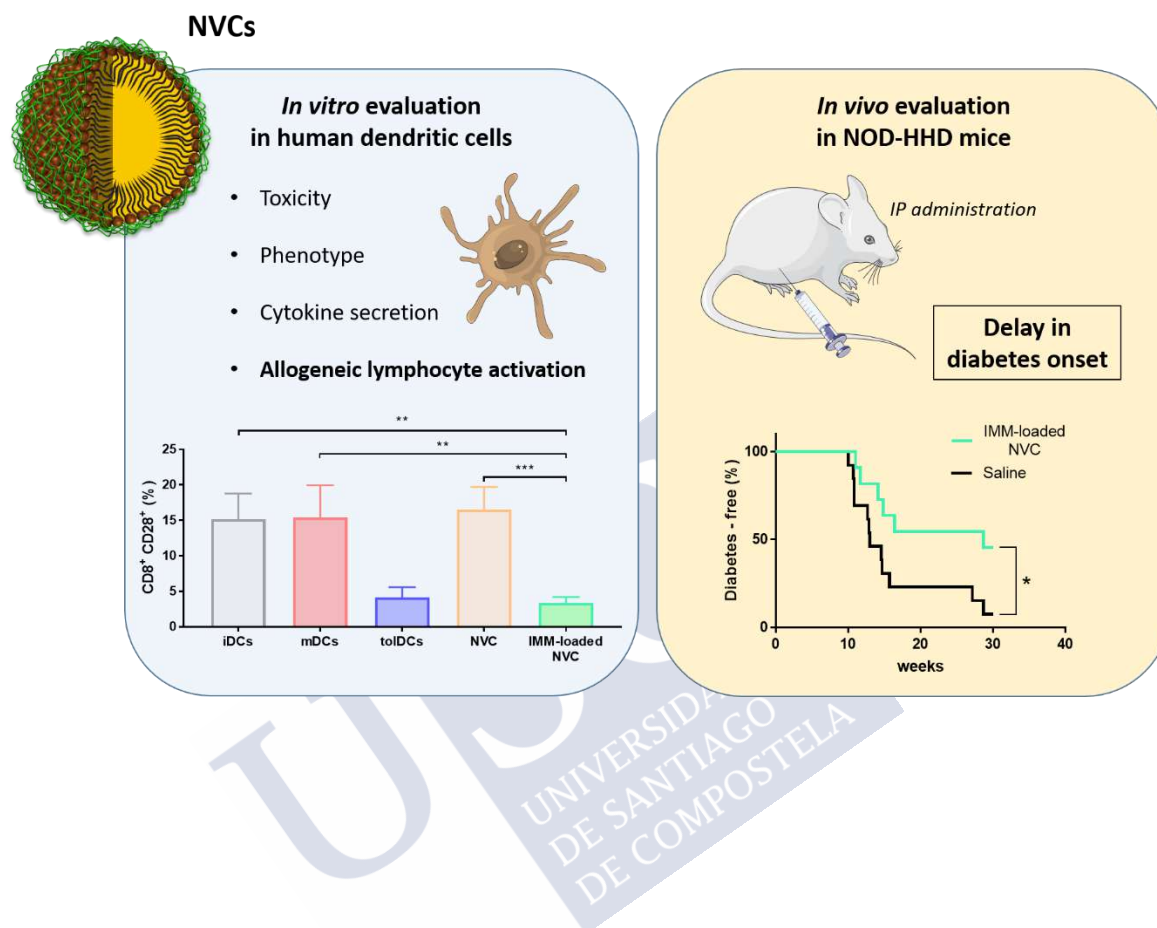 NVCs
In vitro evaluation
in human dendritic cells
• Toxicity
• Phenotype
• Cytokine secretion
• Allogeneic lymphocyte activation
**
**
***
25
20
15
10
5
0
CD8⁺ CD28⁺ (%)
iDCs
mDCs
tolDCs
NVC
IMM-loaded
NVC
In vivo evaluation
in NOD-HHD mice
IP administration
Delay in
diabetes onset
IMM-loaded
NVC
Saline
100
50
0
Diabetes - free (%)
*
0
10
20
30
40
weeks
UNIVERSIDA
DE SANTIAGO
DE COMPOSTELA